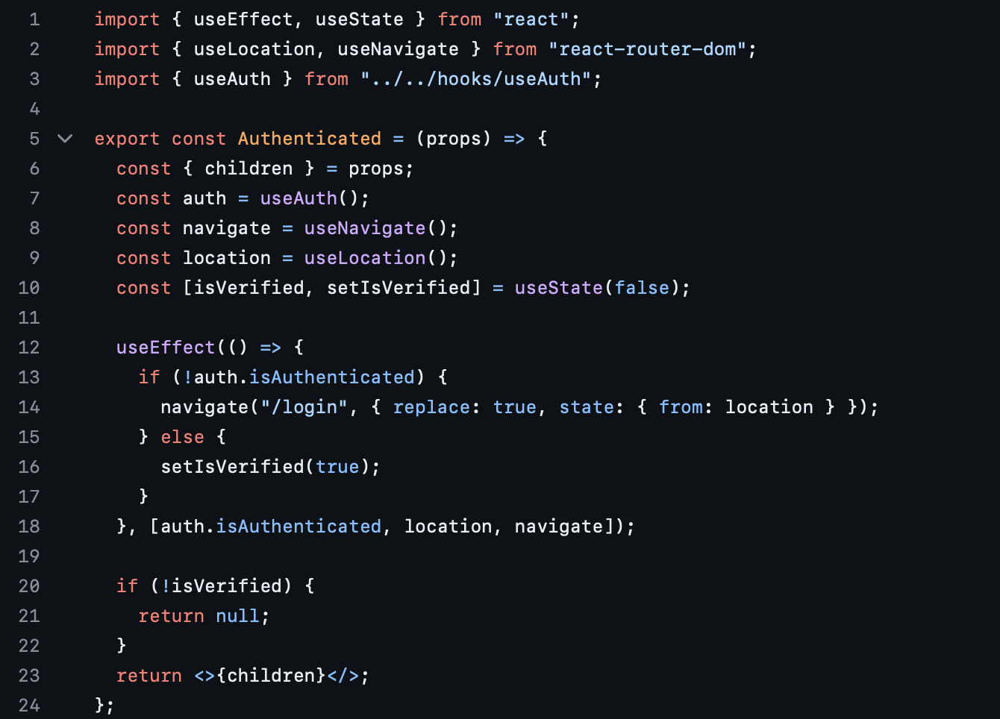 1 import { useEffect, useState } from "react";
2 import { useLocation, useNavigate } from "react-router-dom";
3 import { useAuth } from "../../hooks/useAuth";
4
5 export const Authenticated = (props) => {
6   const { children } = props;
7   const auth = useAuth();
8   const navigate = useNavigate();
9   const location = useLocation();
10   const [isVerified, setIsVerified] = useState(false);
11
12   useEffect(() => {
13     if (!auth.isAuthenticated) {
14       navigate("/login", { replace: true, state: { from: location } });
15     } else {
16       setIsVerified(true);
17     }
18   }, [auth.isAuthenticated, location, navigate]);
19
20   if (!isVerified) {
21     return null;
22   }
23   return <>{children}</>;
24 };